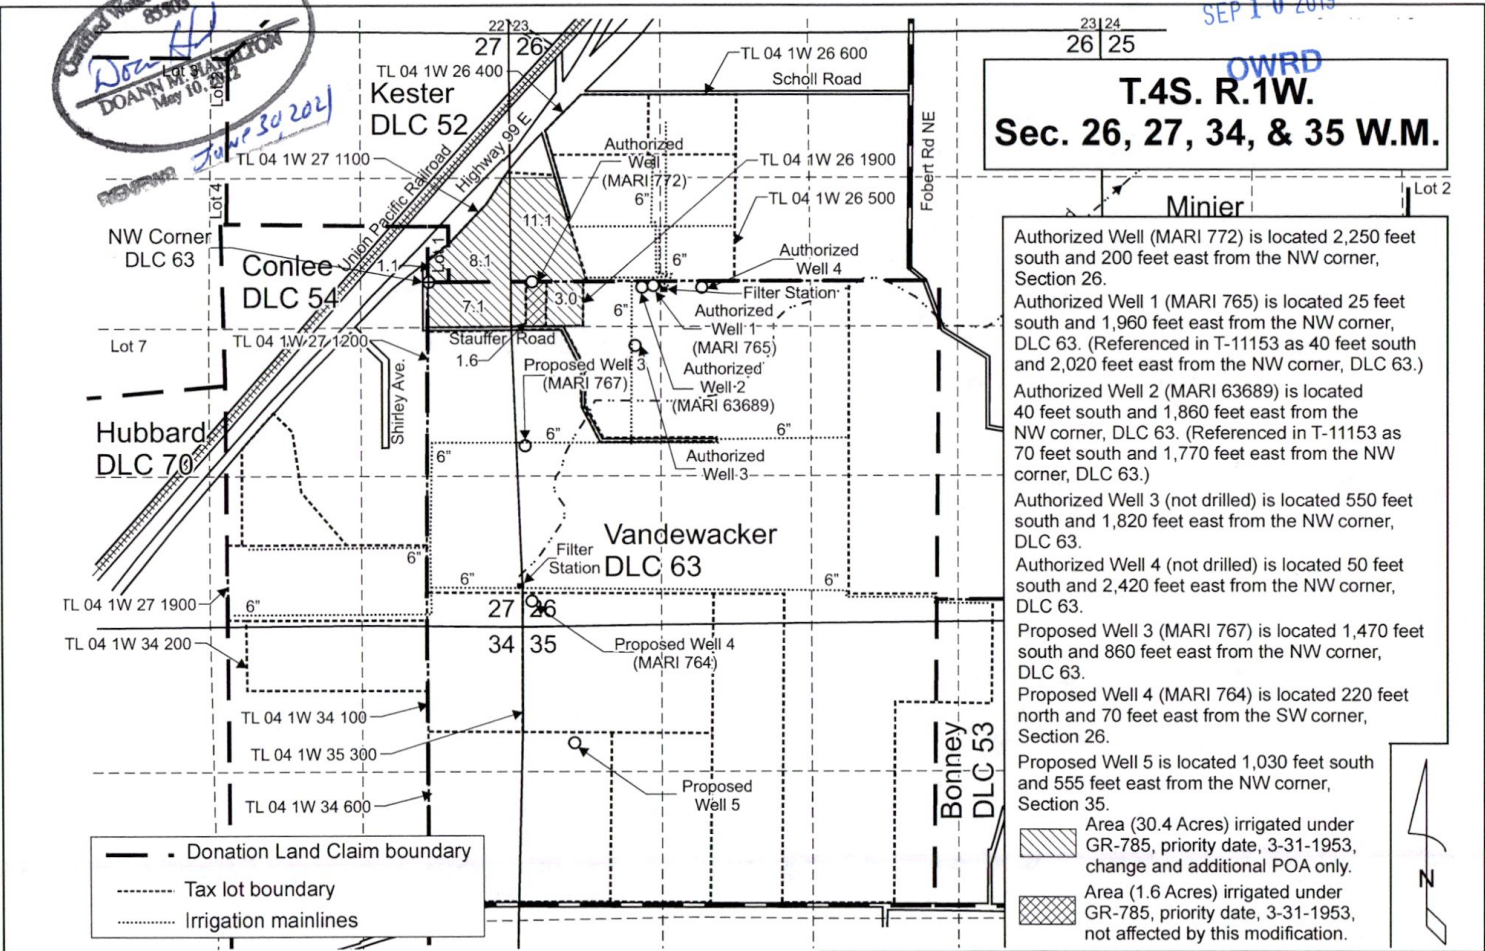 SEP 10 2019
OWRD
85503
DOANN M. HAMILTON
May 10, 
June 30, 2021
22 23
27 26
23 24
26 25
T.4S. R.1W.
Sec. 26, 27, 34, & 35 W.M.
TL 04 1W 26 600
Scholl Road
TL 04 1W 26 400
Kester
DLC 52
Lot 3
Lot 2
Lot 4
Lot 1
Lot 2
Union Pacific Railroad
Highway 99 E
Fobert Rd NE
TL 04 1W 27 1100
Authorized
Well
(MARI 772)
6"
TL 04 1W 26 1900
TL 04 1W 26 500
Minier
NW Corner
DLC 63
Conlee
DLC 54
1.1
8.1
11.1
7.1
3.0
1.6
6"
Authorized
Well 4
Filter Station
Authorized
Well 1
(MARI 765)
6"
Lot 7
TL 04 1W 27 1200
Stauffer Road
Shirley Ave.
Proposed Well 3
(MARI 767)
Authorized
Well 2
(MARI 63689)
Hubbard
DLC 70
6"
6"
6"
Authorized
Well 3
Vandewacker
DLC 63
Filter
Station
6"
6"
6"
6"
TL 04 1W 27 1900
TL 04 1W 34 200
27 26
34 35
Proposed Well 4
(MARI 764)
TL 04 1W 34 100
TL 04 1W 35 300
TL 04 1W 34 600
Proposed
Well 5
Bonney
DLC 53
Authorized Well (MARI 772) is located 2,250 feet
south and 200 feet east from the NW corner,
Section 26.
Authorized Well 1 (MARI 765) is located 25 feet
south and 1,960 feet east from the NW corner,
DLC 63. (Referenced in T-11153 as 40 feet south
and 2,020 feet east from the NW corner, DLC 63.)
Authorized Well 2 (MARI 63689) is located
40 feet south and 1,860 feet east from the
NW corner, DLC 63. (Referenced in T-11153 as
70 feet south and 1,770 feet east from the NW
corner, DLC 63.)
Authorized Well 3 (not drilled) is located 550 feet
south and 1,820 feet east from the NW corner,
DLC 63.
Authorized Well 4 (not drilled) is located 50 feet
south and 2,420 feet east from the NW corner,
DLC 63.
Proposed Well 3 (MARI 767) is located 1,470 feet
south and 860 feet east from the NW corner,
DLC 63.
Proposed Well 4 (MARI 764) is located 220 feet
north and 70 feet east from the SW corner,
Section 26.
Proposed Well 5 is located 1,030 feet south
and 555 feet east from the NW corner,
Section 35.
Area (30.4 Acres) irrigated under
GR-785, priority date, 3-31-1953,
change and additional POA only.
Area (1.6 Acres) irrigated under
GR-785, priority date, 3-31-1953,
not affected by this modification.
N
Donation Land Claim boundary
Tax lot boundary
Irrigation mainlines